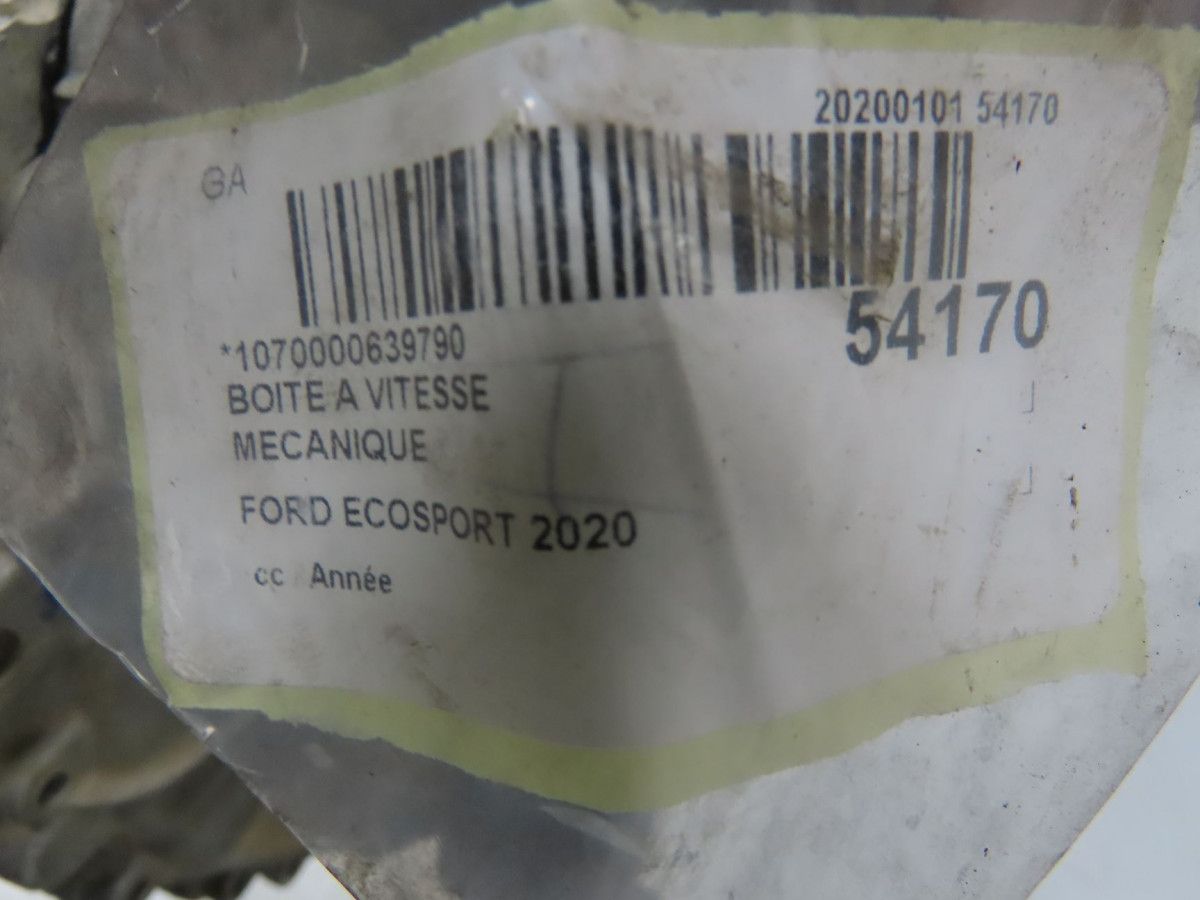 20200101 54170
GA
54170
*1070000639790
BOITE A VITESSE
MECANIQUE
FORD ECOSPORT 2020
cc / Année